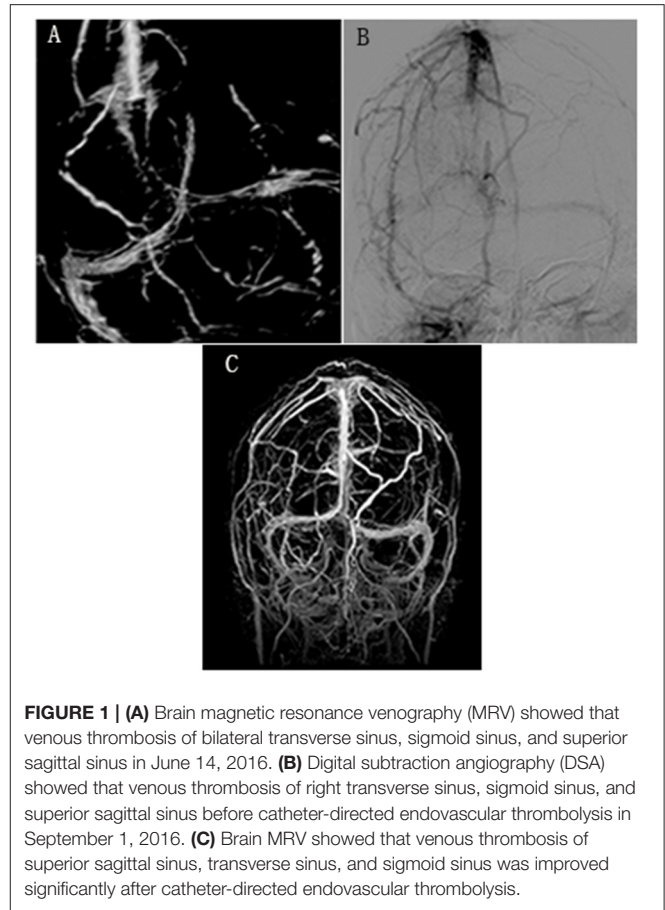 A
B
C
FIGURE 1 | (A) Brain magnetic resonance venography (MRV) showed that
venous thrombosis of bilateral transverse sinus, sigmoid sinus, and superior
sagittal sinus in June 14, 2016. (B) Digital subtraction angiography (DSA)
showed that venous thrombosis of right transverse sinus, sigmoid sinus, and
superior sagittal sinus before catheter-directed endovascular thrombolysis in
September 1, 2016. (C) Brain MRV showed that venous thrombosis of
superior sagittal sinus, transverse sinus, and sigmoid sinus was improved
significantly after catheter-directed endovascular thrombolysis.